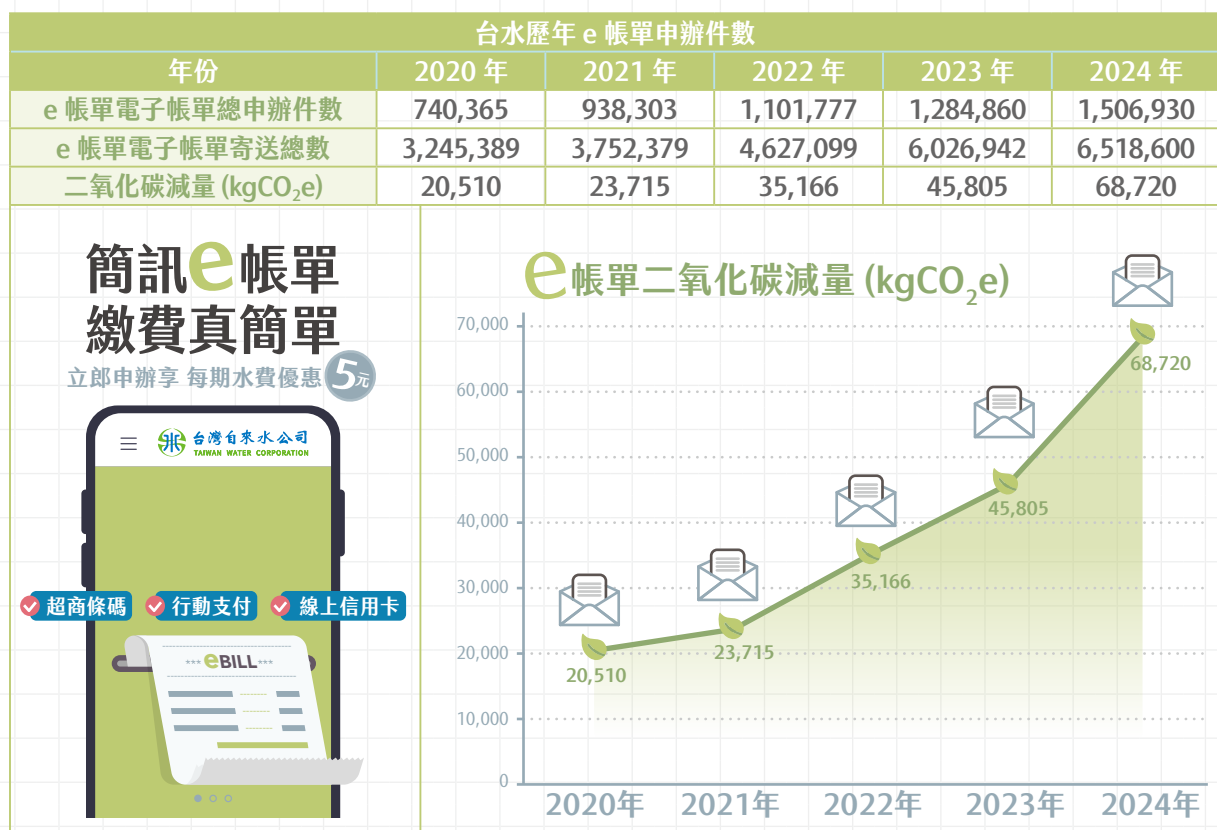 台水歷年 e 帳單申辦件數
年份 2020 年 2021 年 2022 年 2023 年 2024 年
e 帳單電子帳單總申辦件數 740,365 938,303 1,101,777 1,284,860 1,506,930
e 帳單電子帳單寄送總數 3,245,389 3,752,379 4,627,099 6,026,942 6,518,600
二氧化碳減量 (kgCO₂e) 20,510 23,715 35,166 45,805 68,720
簡訊e帳單
繳費真簡單
立即申辦享 每期水費優惠 5元
台灣自來水公司
TAIWAN WATER CORPORATION
超商條碼 行動支付 線上信用卡
*** eBILL ***
e帳單二氧化碳減量 (kgCO₂e)
70,000
60,000
50,000
40,000
30,000
20,000
10,000
0
20,510
23,715
35,166
45,805
68,720
2020年 2021年 2022年 2023年 2024年